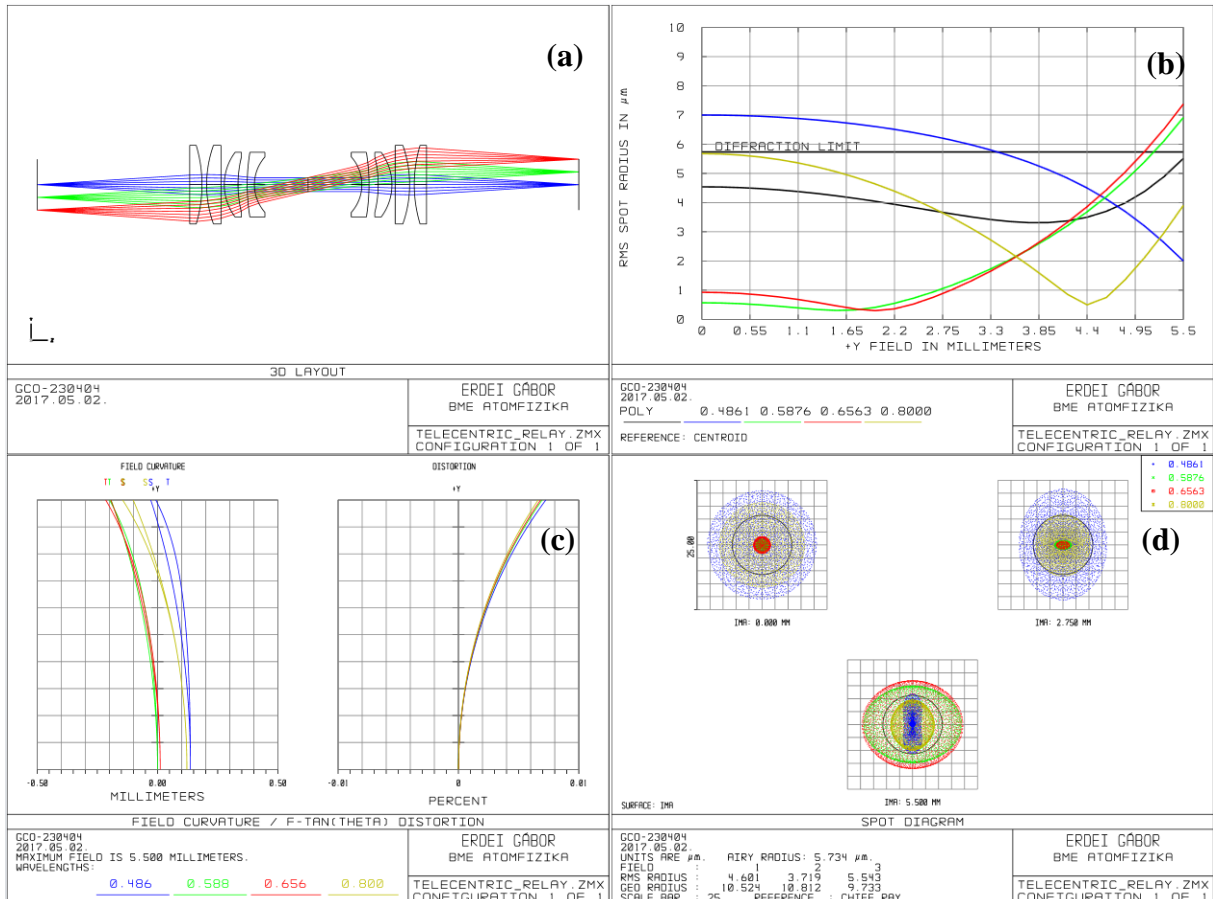 (a)
3D LAYOUT
GCO-230404
2017.05.02.
ERDEI GÁBOR
BME ATOMFIZIKA
TELECENTRIC_RELAY.ZMX
CONFIGURATION 1 OF 1
(b)
RMS SPOT RADIUS IN µm
10
9
8
7
6
5
4
3
2
1
0
DIFFRACTION LIMIT
0 0.55 1.1 1.65 2.2 2.75 3.3 3.85 4.4 4.95 5.5
+Y FIELD IN MILLIMETERS
GCO-230404
2017.05.02.
POLY 0.4861 0.5876 0.6563 0.8000
REFERENCE: CENTROID
ERDEI GÁBOR
BME ATOMFIZIKA
TELECENTRIC_RELAY.ZMX
CONFIGURATION 1 OF 1
FIELD CURVATURE
+Y
-0.50 0.00 0.50
MILLIMETERS
DISTORTION
+Y
(c)
-0.01 0 0.01
PERCENT
FIELD CURVATURE / F-TAN(THETA) DISTORTION
GCO-230404
2017.05.02.
MAXIMUM FIELD IS 5.500 MILLIMETERS.
WAVELENGTHS:
0.486 0.588 0.656 0.800
ERDEI GÁBOR
BME ATOMFIZIKA
TELECENTRIC_RELAY.ZMX
CONFIGURATION 1 OF 1
0.4861
0.5876
0.6563
0.8000
(d)
25.00
IMA: 0.000 MM
IMA: 2.750 MM
IMA: 5.500 MM
SURFACE: IMA
SPOT DIAGRAM
GCO-230404
2017.05.02.
UNITS ARE µm. AIRY RADIUS: 5.734 µm.
FIELD : 1 2 3
RMS RADIUS : 4.601 3.719 5.543
GEO RADIUS : 10.524 10.812 9.733
SCALE BAR : 25 REFERENCE : CHIEF RAY
ERDEI GÁBOR
BME ATOMFIZIKA
TELECENTRIC_RELAY.ZMX
CONFIGURATION 1 OF 1